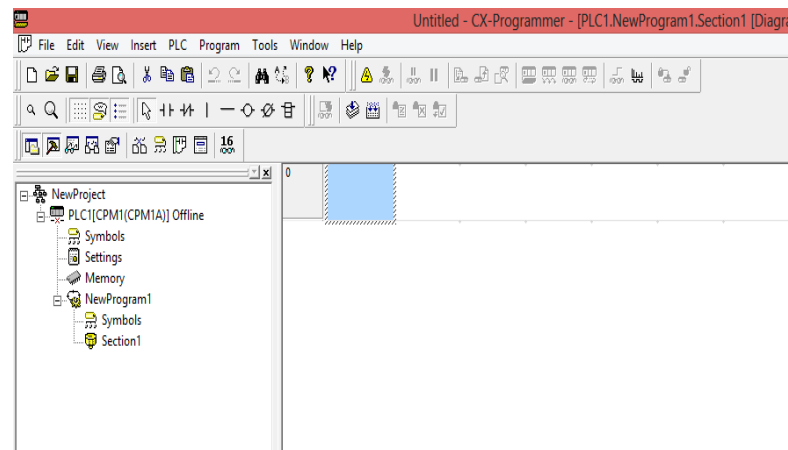 Untitled - CX-Programmer - [PLC1.NewProgram1.Section1 [Diagra
File Edit View Insert PLC Program Tools Window Help
16
0
NewProject
PLC1[CPM1(CPM1A)] Offline
Symbols
Settings
Memory
NewProgram1
Symbols
Section1